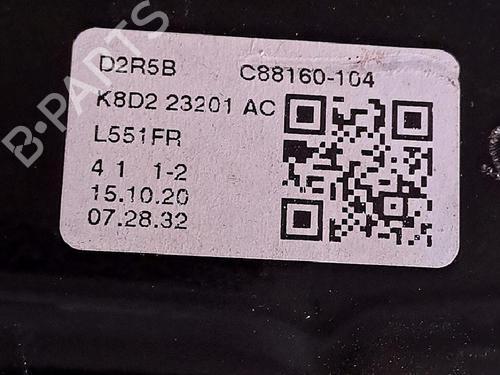 D2R5B C88160-104
K8D2 23201 AC
L551FR
4 1 1-2
15.10.20
07.28.32
B-PARTS